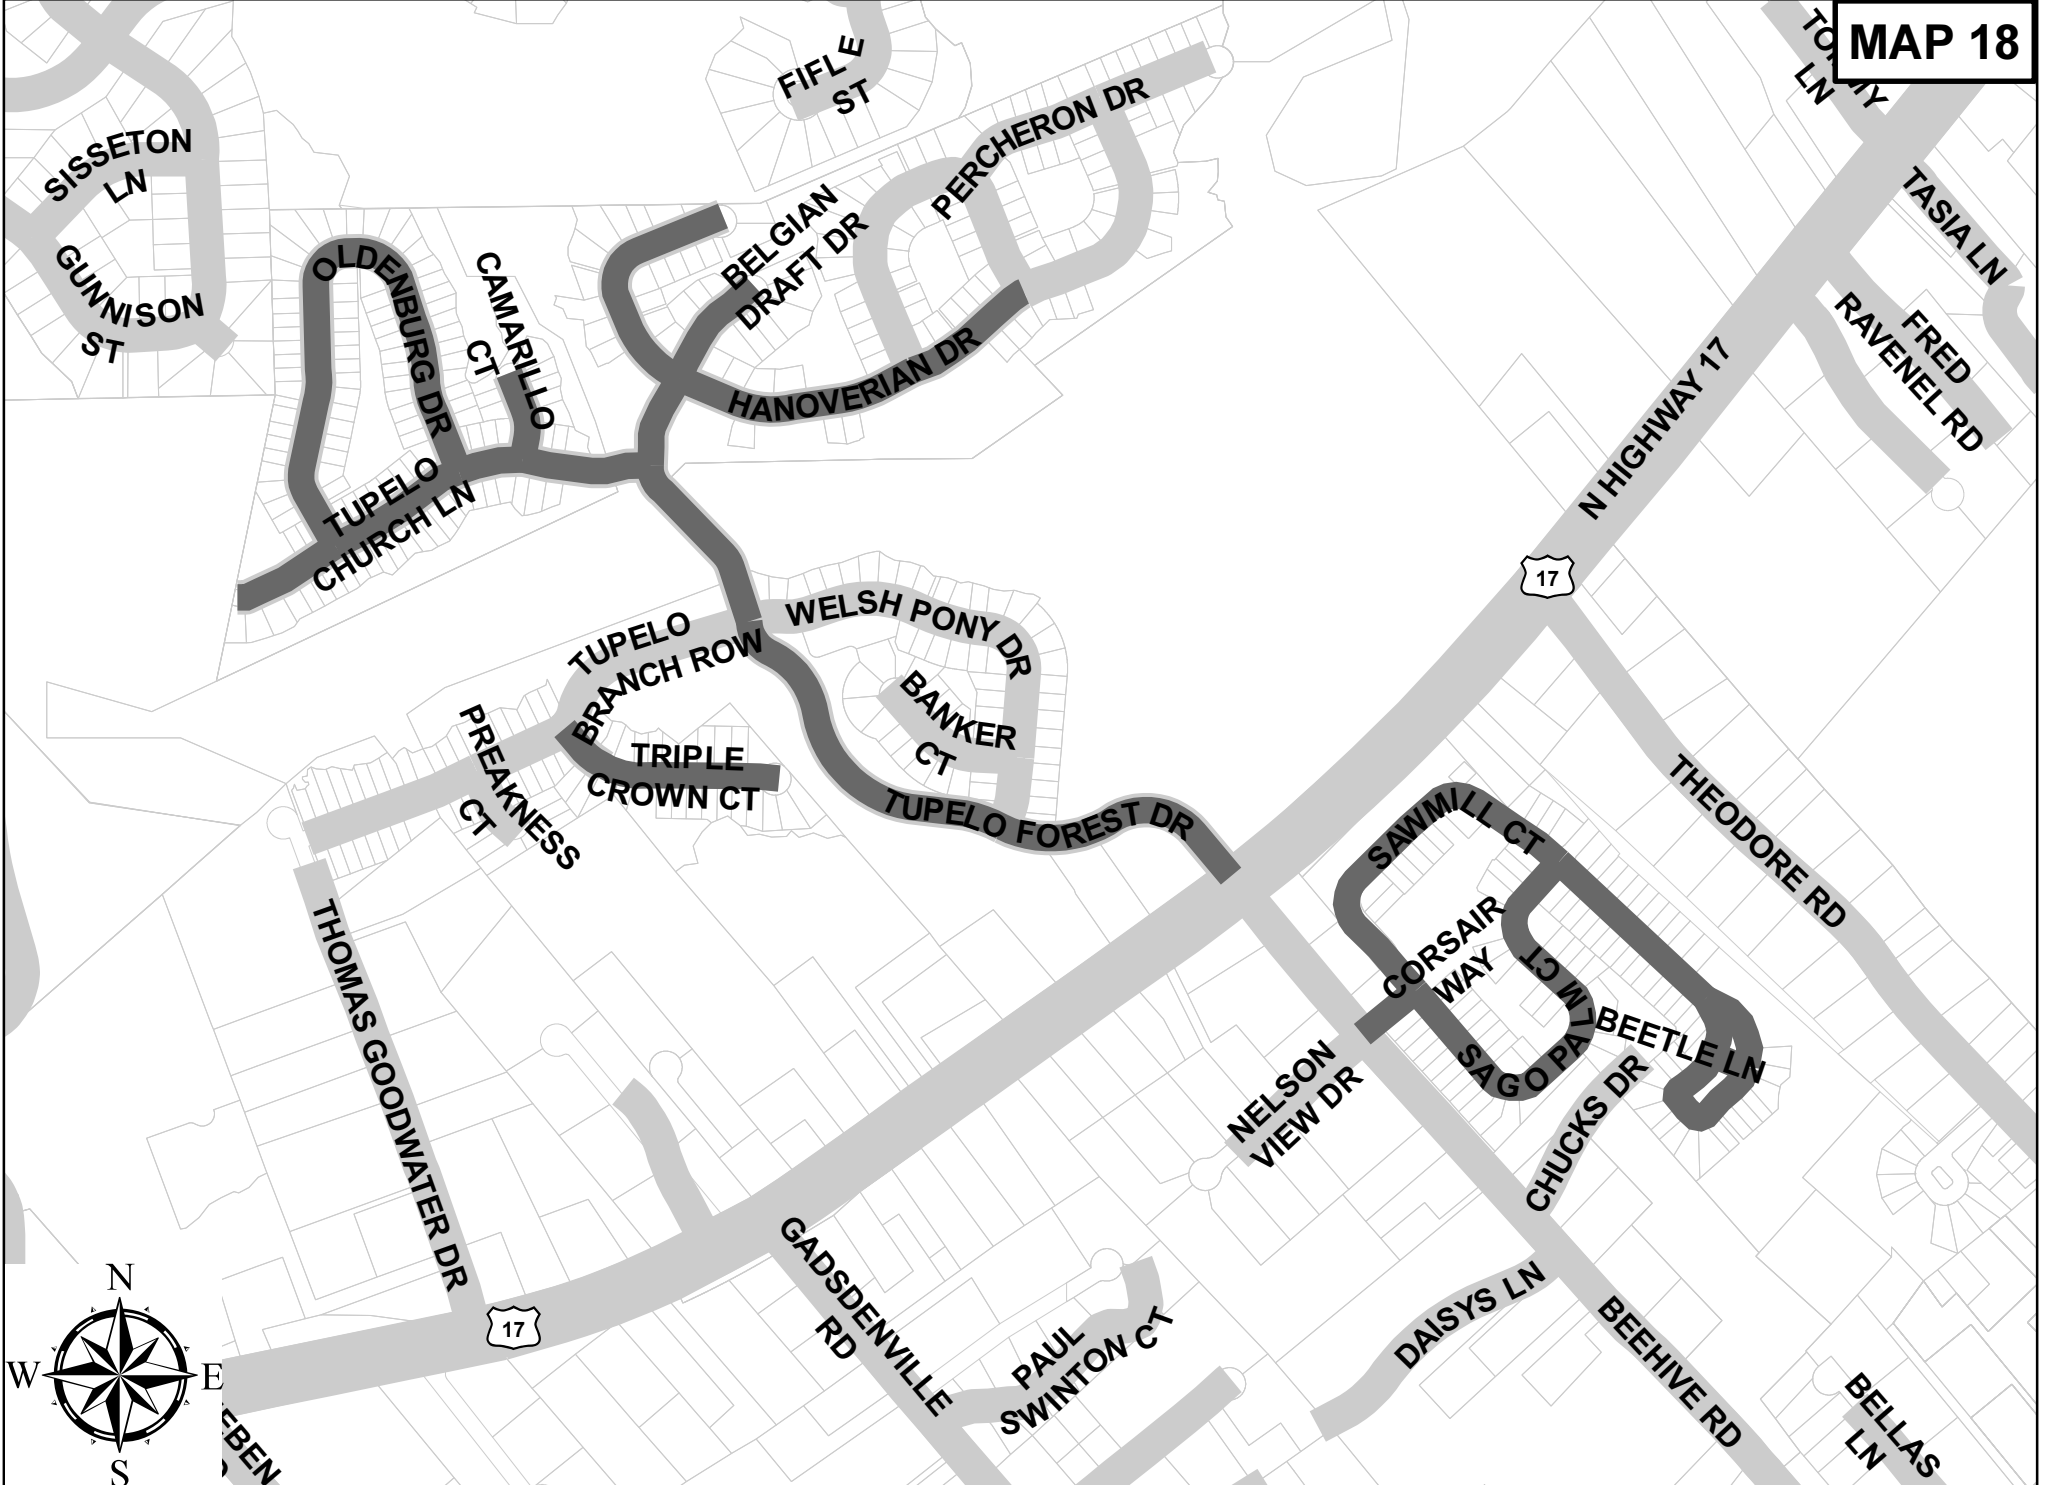 MAP 18
TOMMY
LN
FIFLE
ST
PERCHERON DR
SISSETON
LN
TASIA LN
BELGIAN
DRAFT DR
GUNNISON
ST
OLDENBURG DR
CAMARILLO
CT
FRED
RAVENEL RD
HANOVERIAN DR
N HIGHWAY 17
TUPELO
CHURCH LN
17
WELSH PONY DR
TUPELO
BRANCH ROW
BANKER
CT
PREAKNESS
CT
TRIPLE
CROWN CT
TUPELO FOREST DR
THEODORE RD
SAWMILL CT
CORSAIR
WAY
THOMAS GOODWATER DR
SAGO PALM CT
BEETLE LN
NELSON
VIEW DR
CHUCKS DR
GADSDENVILLE
RD
DAISYS LN
PAUL
SWINTON CT
BEEHIVE RD
17
BELLAS
LN
N
W
E
S
EBEN